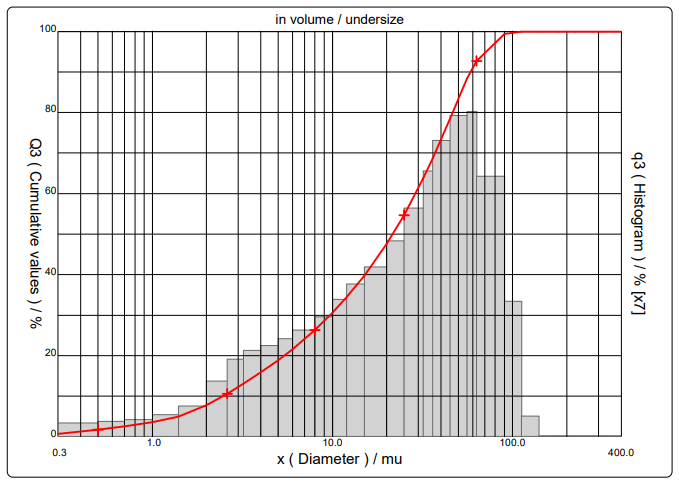 in volume / undersize
100
80
60
40
20
0
Q3 ( Cumulative values ) / %
q3 ( Histogram ) / % [x7]
0.3
1.0
10.0
100.0
400.0
x ( Diameter ) / mu